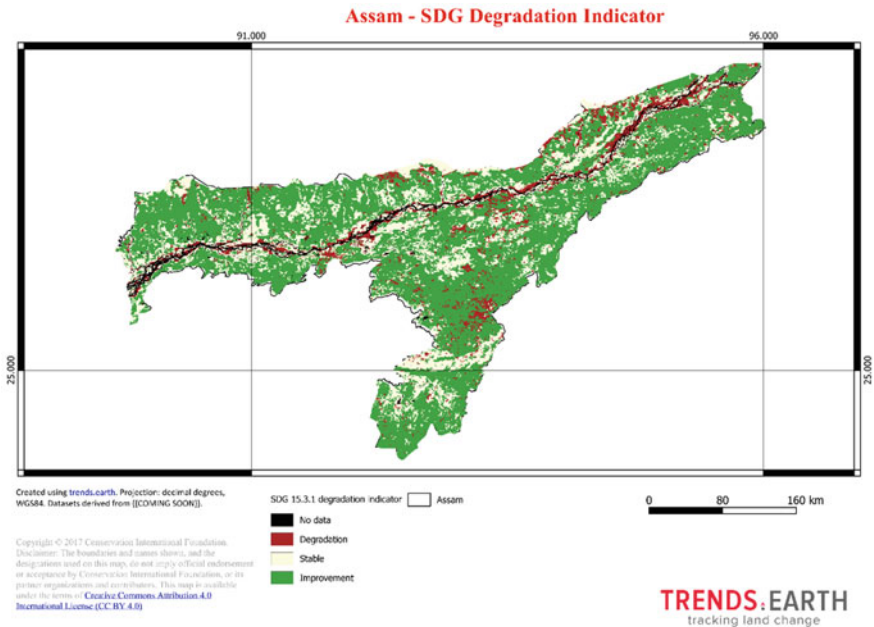 Assam - SDG Degradation Indicator
91.000
96.000
25.000
25.000
Created using trends.earth. Projection: decimal degrees,
WGS84. Datasets derived from {[COMING SOON]}.
Copyright © 2017 Conservation International Foundation.
Disclaimer: The boundaries and names shown, and the
designations used on this map, do not imply official endorsement
or acceptance by Conservation International Foundation, or its
partner organizations and contributors. This map is available
under the terms of Creative Commons Attribution 4.0
International License (CC BY 4.0)
SDG 15.3.1 degradation indicator
Assam
No data
Degradation
Stable
Improvement
0 80 160 km
TRENDS.EARTH
tracking land change